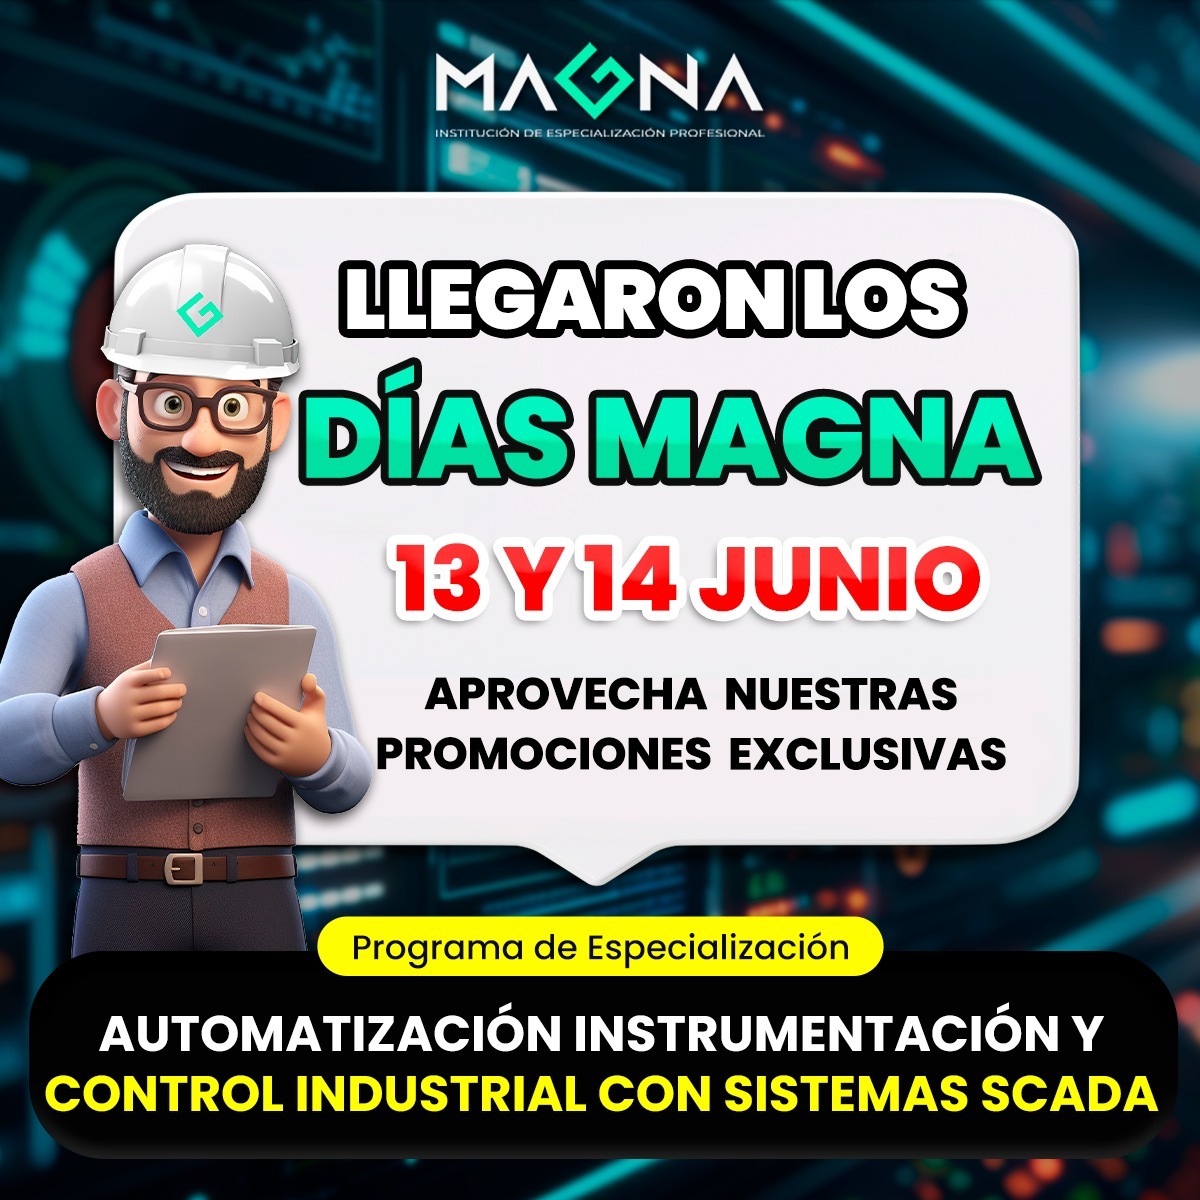 MAGNA
INSTITUCIÓN DE ESPECIALIZACIÓN PROFESIONAL
LLEGARON LOS
DÍAS MAGNA
13 Y 14 JUNIO
APROVECHA NUESTRAS
PROMOCIONES EXCLUSIVAS
Programa de Especialización
AUTOMATIZACIÓN INSTRUMENTACIÓN Y
CONTROL INDUSTRIAL CON SISTEMAS SCADA